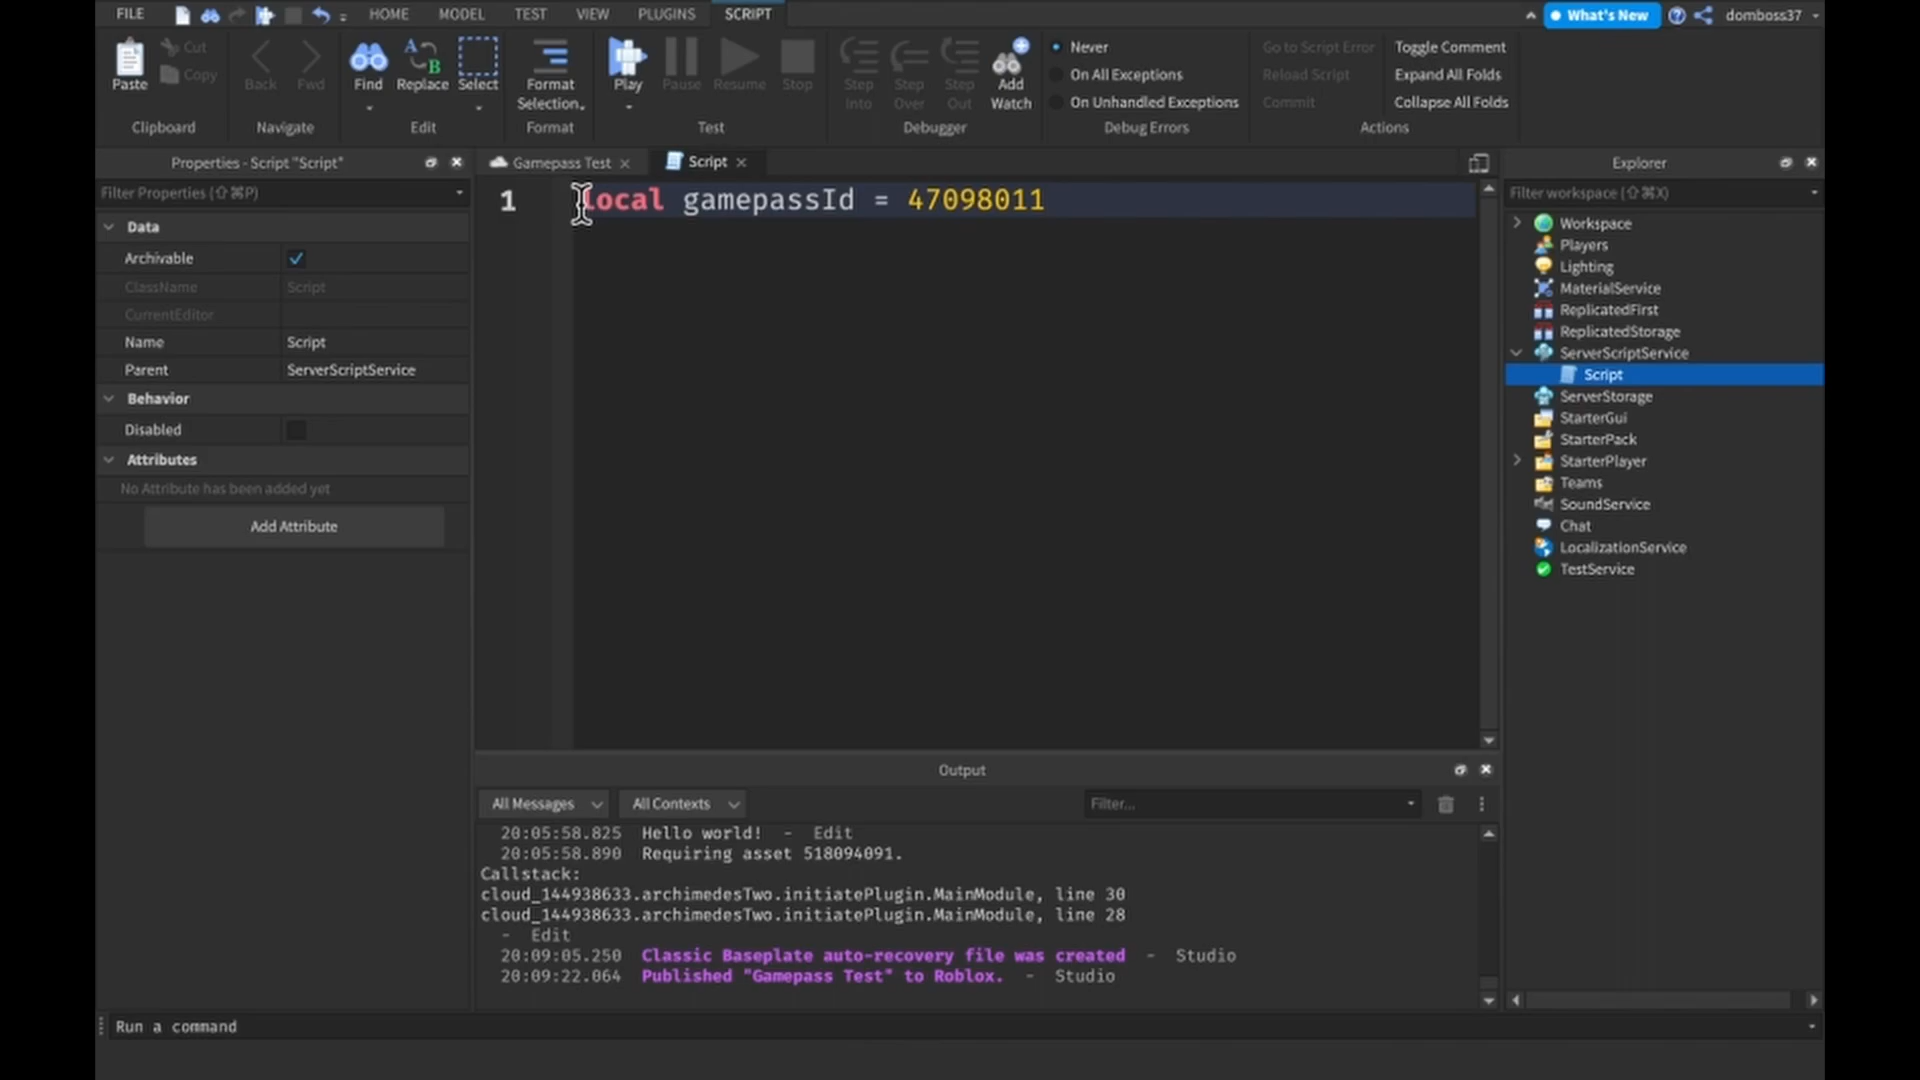 FILE HOME MODEL TEST VIEW PLUGINS SCRIPT What's New domboss37
Paste Cut Copy
Clipboard
Back Fwd
Navigate
Find Replace Select
Edit
Format Selection
Format
Play Pause Resume Stop
Test
Step Into Step Over Step Out Add Watch
Debugger
Never
On All Exceptions
On Unhandled Exceptions
Debug Errors
Go to Script Error
Reload Script
Commit
Toggle Comment
Expand All Folds
Collapse All Folds
Actions
Properties - Script "Script"
Filter Properties (⇧⌘P)
Data
Archivable
ClassName Script
CurrentEditor
Name Script
Parent ServerScriptService
Behavior
Disabled
Attributes
No Attribute has been added yet
Add Attribute
Gamepass Test Script
1 local gamepassId = 47098011
Output
All Messages All Contexts Filter...
20:05:58.825 Hello world! - Edit
20:05:58.890 Requiring asset 518094091.
Callstack:
cloud_144938633.archimedesTwo.initiatePlugin.MainModule, line 30
cloud_144938633.archimedesTwo.initiatePlugin.MainModule, line 28
- Edit
20:09:05.250 Classic Baseplate auto-recovery file was created - Studio
20:09:22.064 Published "Gamepass Test" to Roblox. - Studio
Explorer
Filter workspace (⇧⌘X)
Workspace
Players
Lighting
MaterialService
ReplicatedFirst
ReplicatedStorage
ServerScriptService
Script
ServerStorage
StarterGui
StarterPack
StarterPlayer
Teams
SoundService
Chat
LocalizationService
TestService
Run a command